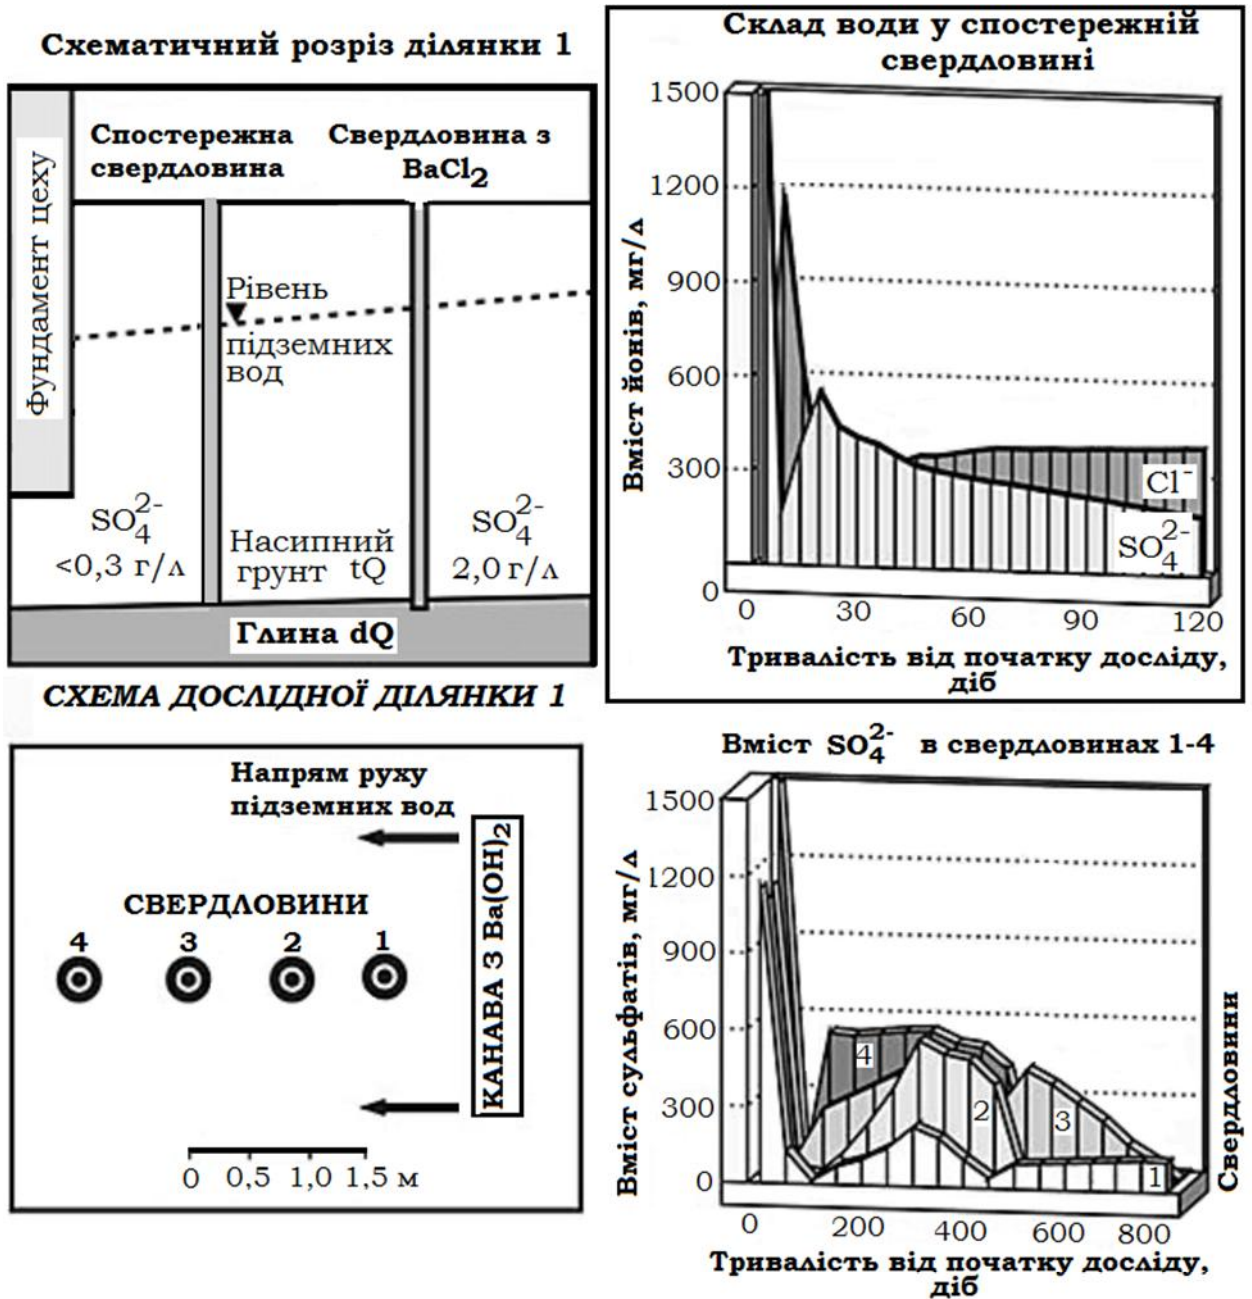 Схематичний розріз ділянки 1
Фундамент цеху
Спостережна
свердловина
Свердловина з
BaCl2
Рівень
підземних
вод
SO4 2-
<0,3 г/л
Насипний
грунт tQ
SO4 2-
2,0 г/л
Глина dQ
Склад води у спостережній
свердловині
Вміст йонів, мг/л
1500
1200
900
600
300
0
Cl-
SO4 2-
0 30 60 90 120
Тривалість від початку досліду,
діб
СХЕМА ДОСЛІДНОЇ ДІЛЯНКИ 1
Напрям руху
підземних вод
СВЕРДЛОВИНИ
4 3 2 1
КАНАВА З Ba(OH)2
0 0,5 1,0 1,5 м
Вміст SO4 2- в свердловинах 1-4
Вміст сульфатів, мг/л
1500
1200
900
600
300
0
4
2
3
1
Свердловини
0 200 400 600 800
Тривалість від початку досліду,
діб